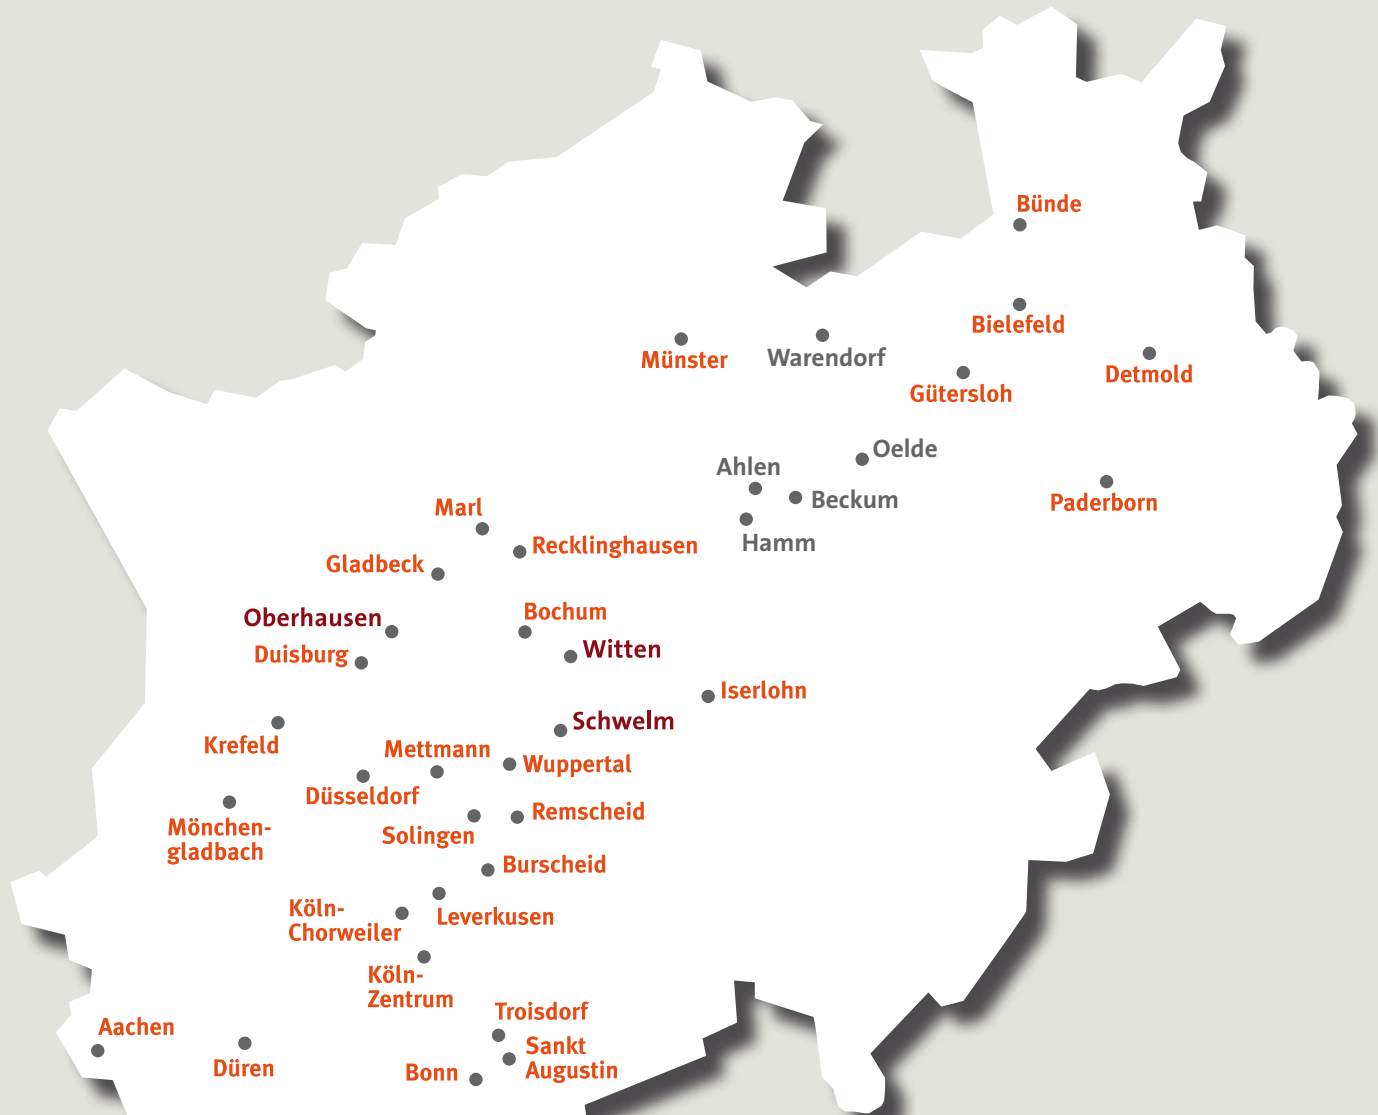 Bünde
Bielefeld
Münster
Warendorf
Detmold
Gütersloh
Oelde
Ahlen
Beckum
Paderborn
Marl
Hamm
Recklinghausen
Gladbeck
Oberhausen
Bochum
Duisburg
Witten
Iserlohn
Schwelm
Krefeld
Mettmann
Wuppertal
Düsseldorf
Remscheid
Mönchen-
gladbach
Solingen
Burscheid
Köln-
Chorweiler
Leverkusen
Köln-
Zentrum
Troisdorf
Aachen
Sankt
Augustin
Düren
Bonn